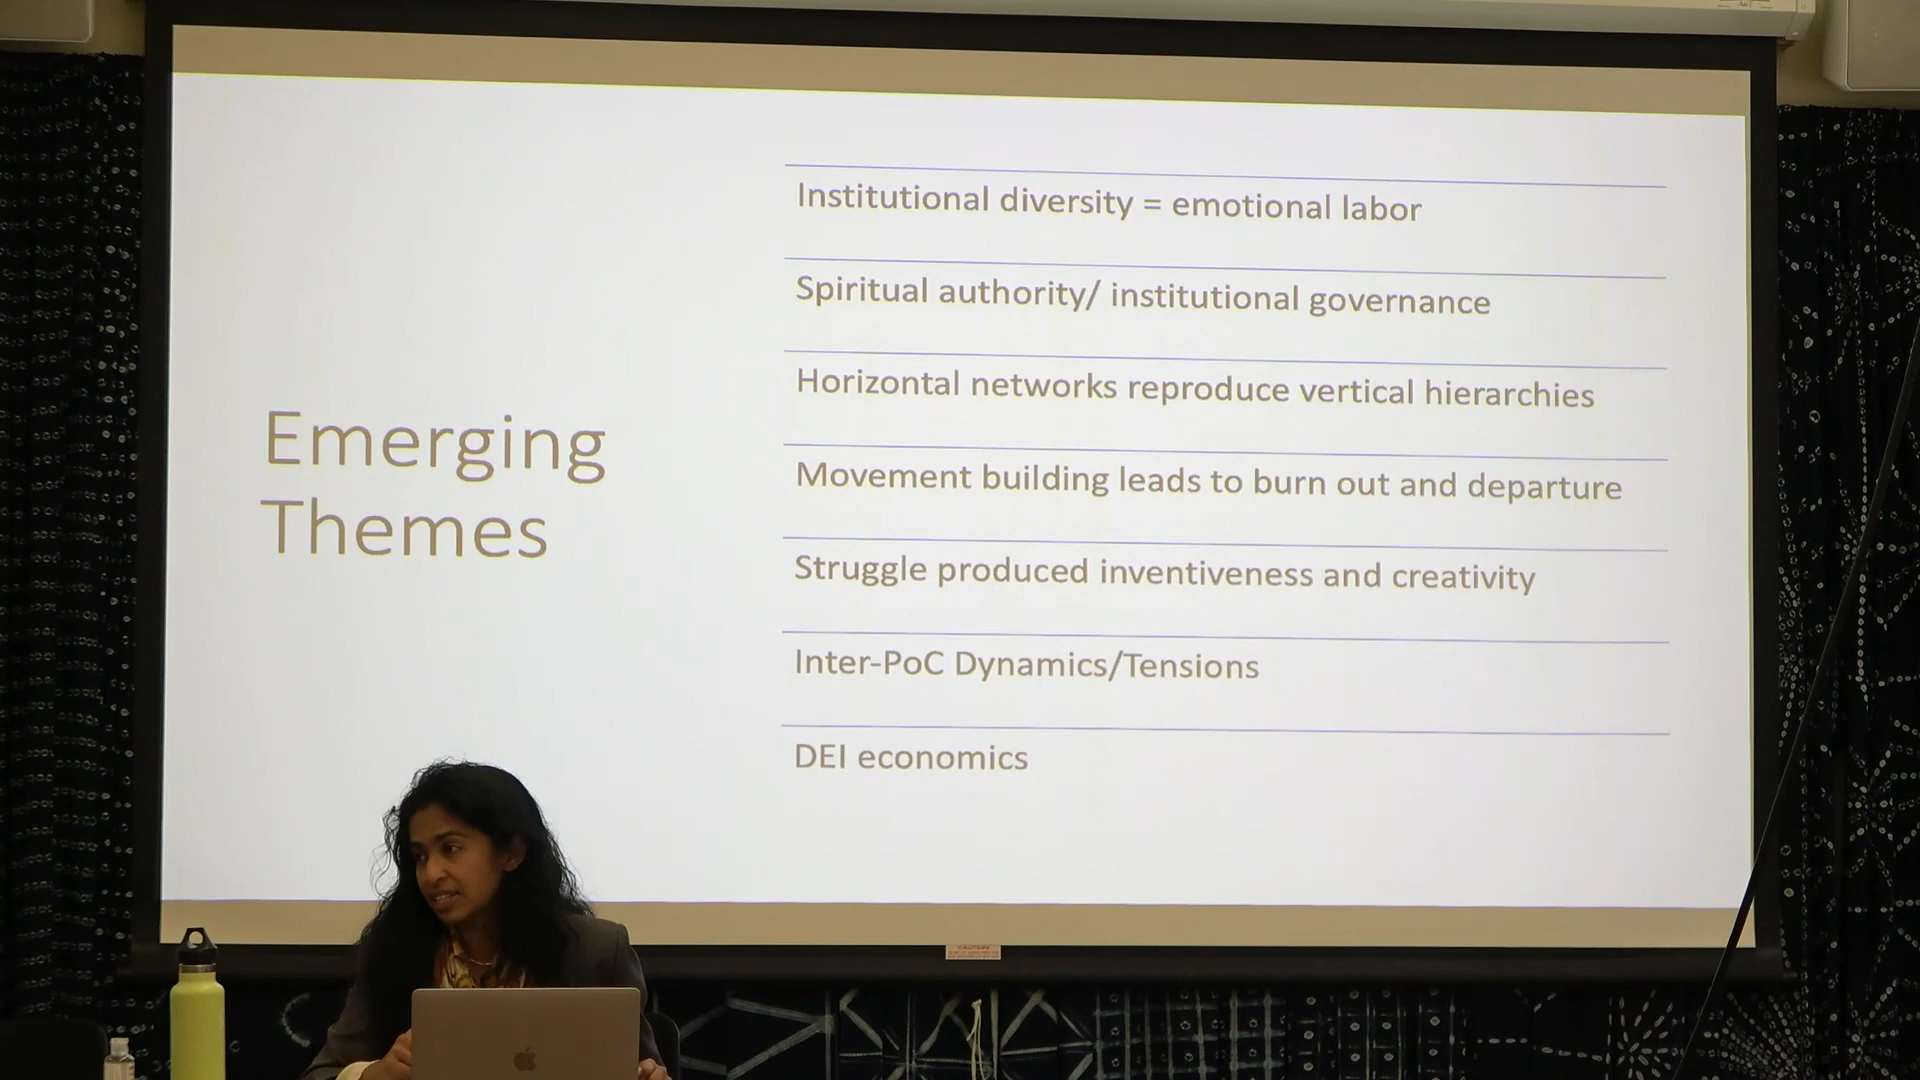 Emerging
Themes
Institutional diversity = emotional labor
Spiritual authority/ institutional governance
Horizontal networks reproduce vertical hierarchies
Movement building leads to burn out and departure
Struggle produced inventiveness and creativity
Inter-PoC Dynamics/Tensions
DEI economics
CAUTION